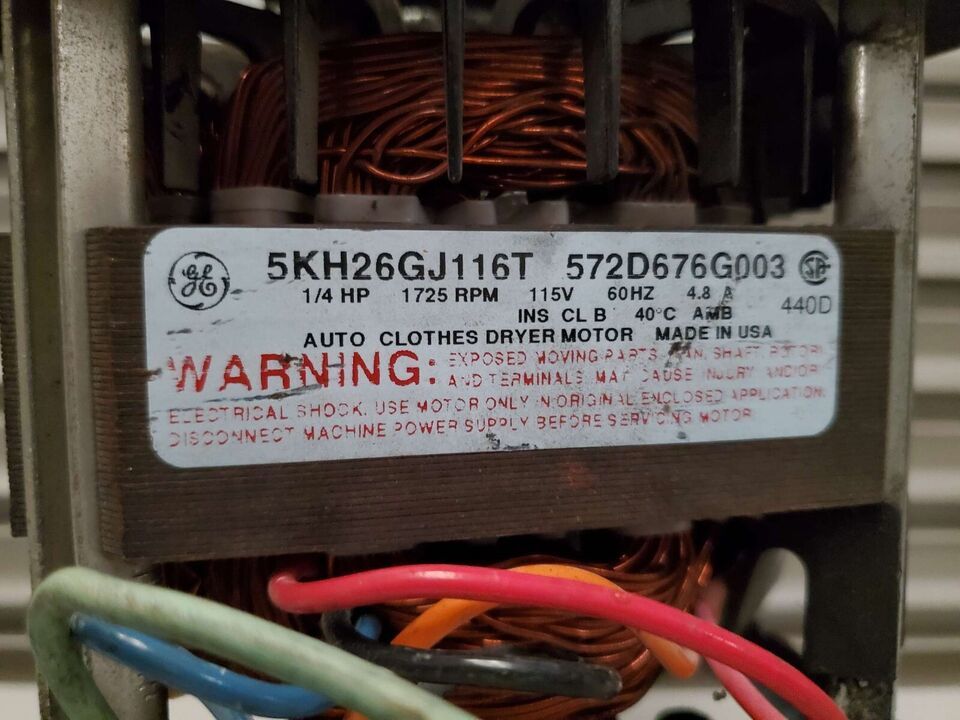 GE 5KH26GJ116T 572D676G003 SP
1/4 HP 1725 RPM 115V 60HZ 4.8 A 440D
INS CL B 40°C AMB
AUTO CLOTHES DRYER MOTOR MADE IN USA
WARNING: EXPOSED MOVING PARTS, FAN, SHAFT, ROTOR
AND TERMINALS MAY CAUSE INJURY AND/OR
ELECTRICAL SHOCK. USE MOTOR ONLY IN ORIGINAL ENCLOSED APPLICATION.
DISCONNECT MACHINE POWER SUPPLY BEFORE SERVICING MOTOR